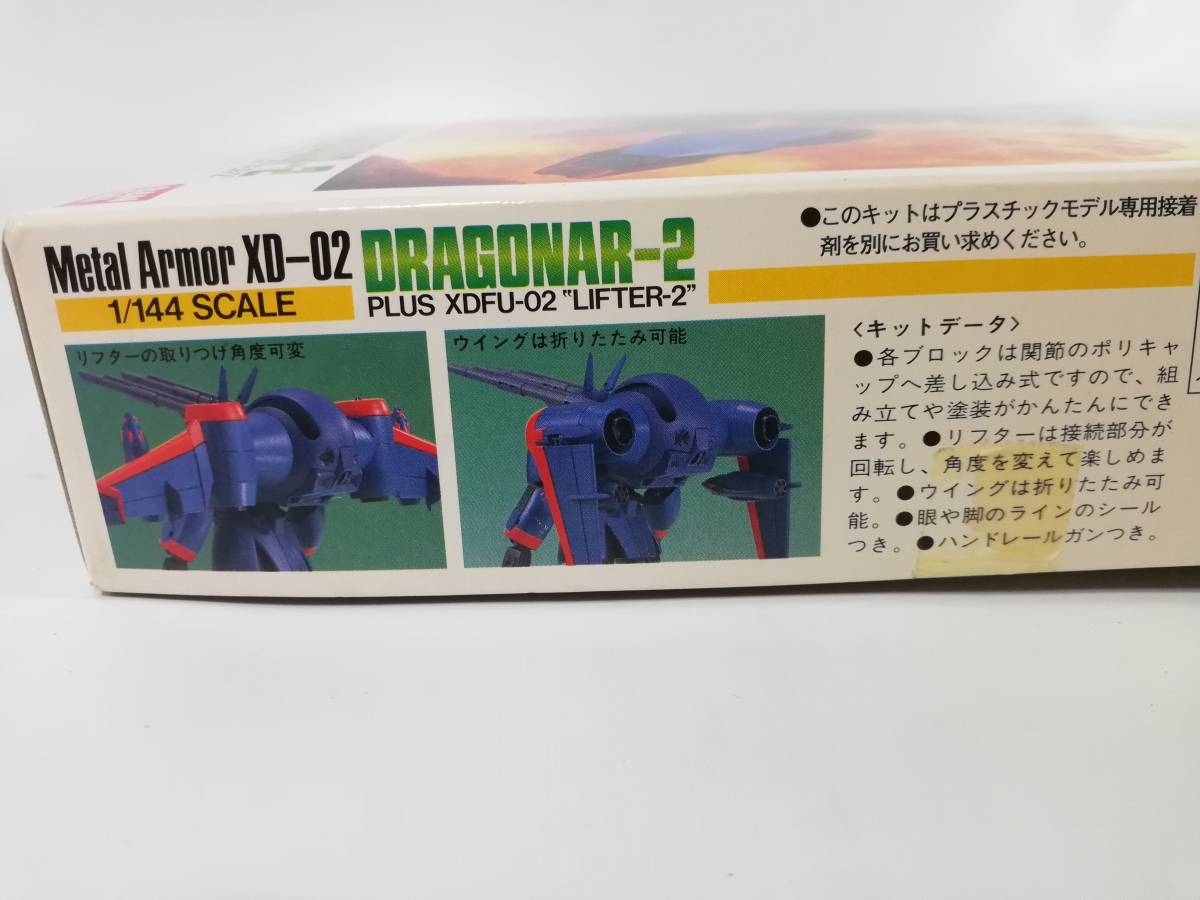 Metal Armor XD-02 DRAGONAR-2
1/144 SCALE
PLUS XDFU-02 "LIFTER-2"
リフターの取りつけ角度可変
ウイングは折りたたみ可能
●このキットはプラスチックモデル専用接着
剤を別にお買い求めください。
〈キットデータ〉
●各ブロックは関節のポリキャ
ップへ差し込み式ですので、組
み立てや塗装がかんたんにでき
ます。●リフターは接続部分が
回転し、角度を変えて楽しめま
す。●ウイングは折りたたみ可
能。●眼や脚のラインのシール
つき。●ハンドレールガンつき。